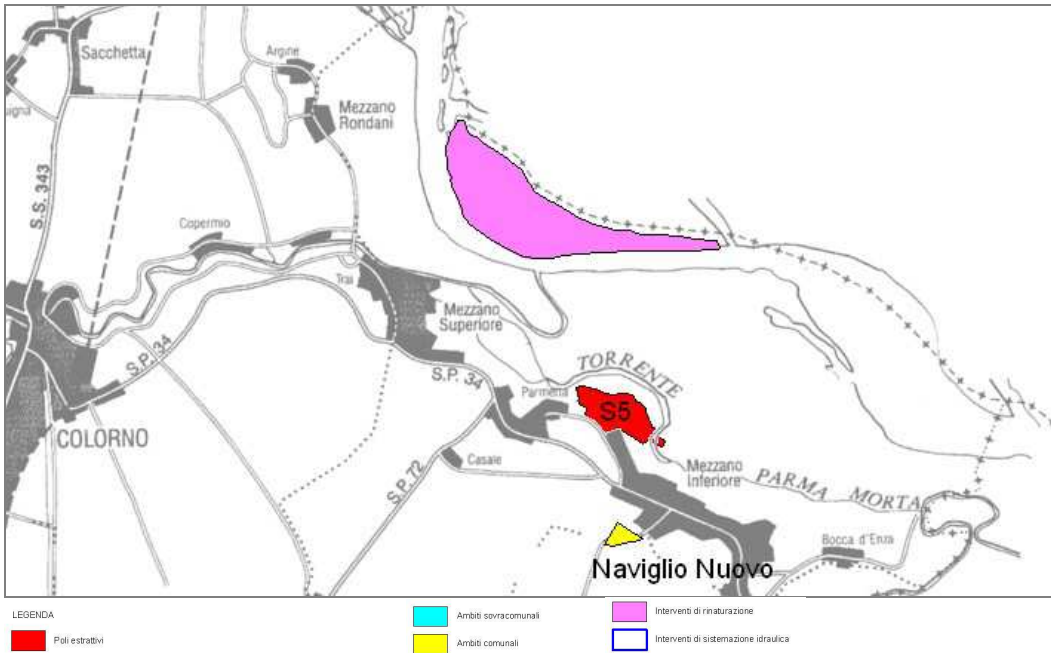 Sacchetta
Argine
Mezzano
Rondani
S.S. 343
Copermio
Mezzano
Superiore
S.P. 34
S.P. 34
TORRENTE
Parmetta
S5
COLORNO
Casale
S.P.72
Mezzano
Inferiore
PARMA MORTA
Bocca d'Enza
Naviglio Nuovo
LEGENDA
Poli estrattivi
Ambiti sovracomunali
Ambiti comunali
Interventi di rinaturazione
Interventi di sistemazione idraulica